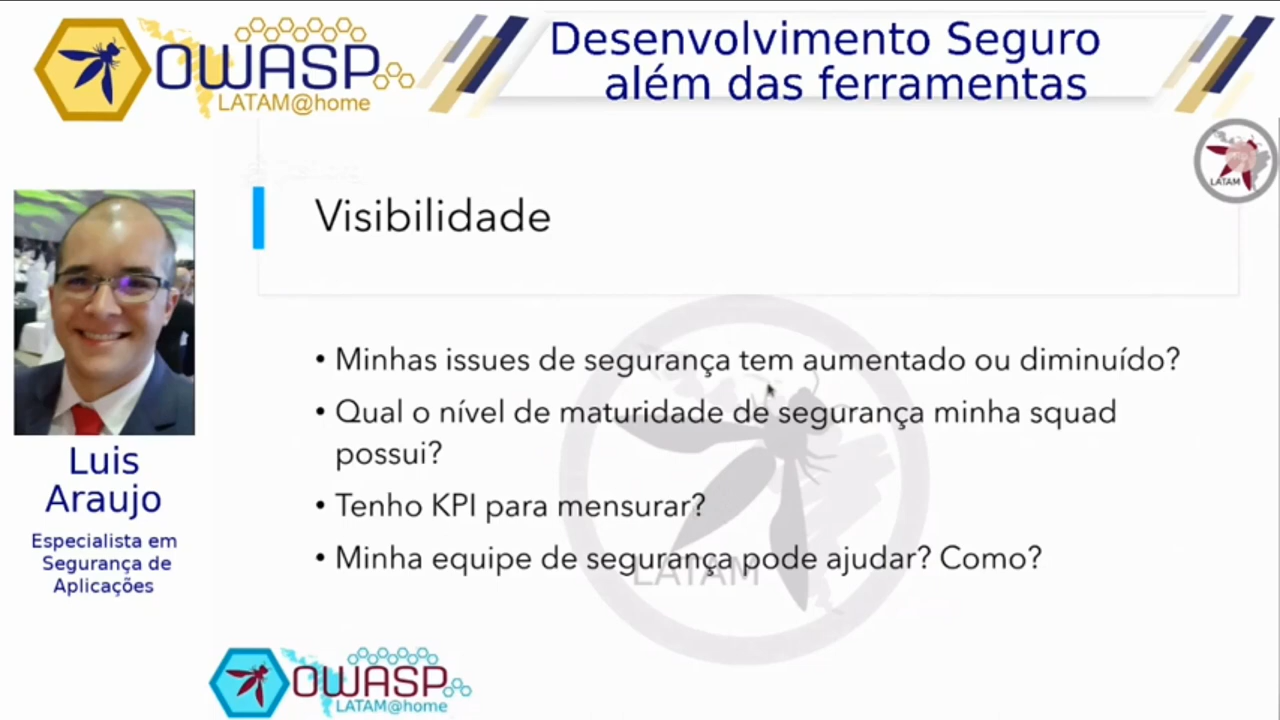 OWASP
LATAM@home
Desenvolvimento Seguro
além das ferramentas
LATAM
Visibilidade
• Minhas issues de segurança tem aumentado ou diminuído?
• Qual o nível de maturidade de segurança minha squad
possui?
• Tenho KPI para mensurar?
• Minha equipe de segurança pode ajudar? Como?
LATAM
Luis
Araujo
Especialista em
Segurança de
Aplicações
OWASP
LATAM@home